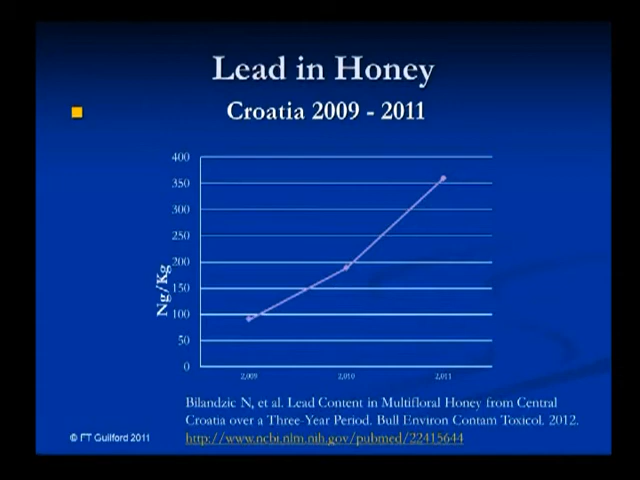 Lead in Honey
Croatia 2009 - 2011
400
350
300
250
200
150
100
50
0
Ng/Kg
2,009 2,010 2,011
Bilandzic N, et al. Lead Content in Multifloral Honey from Central
Croatia over a Three-Year Period. Bull Environ Contam Toxicol. 2012.
http://www.ncbi.nlm.nih.gov/pubmed/22415644
© FT Guilford 2011